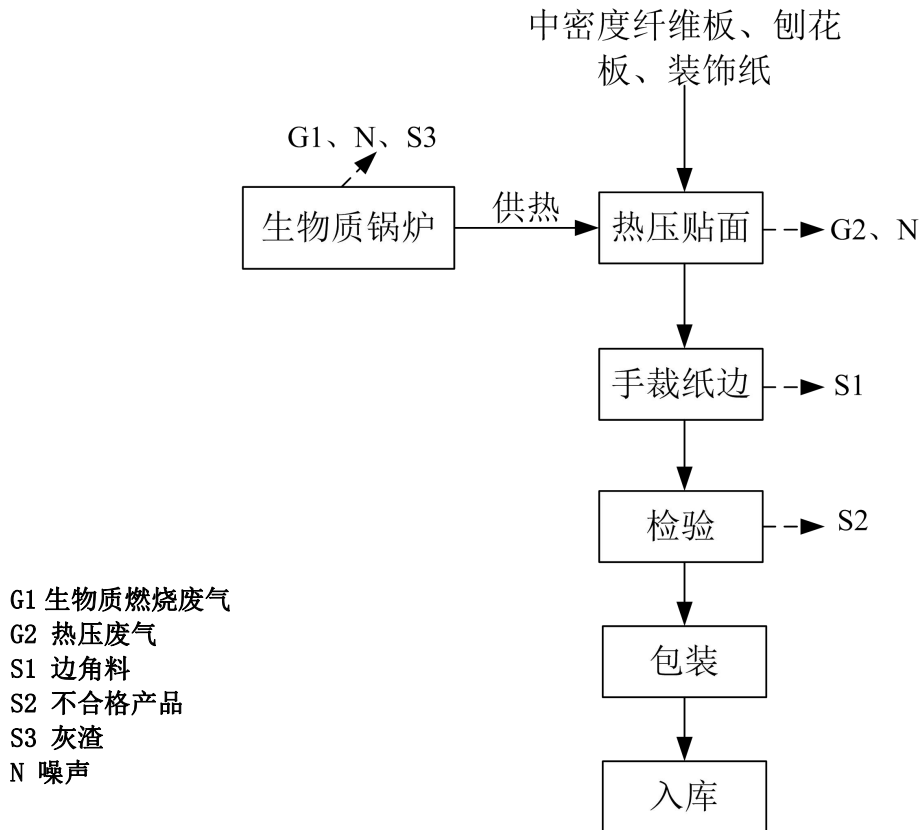 中密度纤维板、刨花
板、装饰纸
G1、N、S3
生物质锅炉
供热
热压贴面
G2、N
手裁纸边
S1
检验
S2
G1 生物质燃烧废气
G2 热压废气
S1 边角料
S2 不合格产品
S3 灰渣
N 噪声
包装
入库